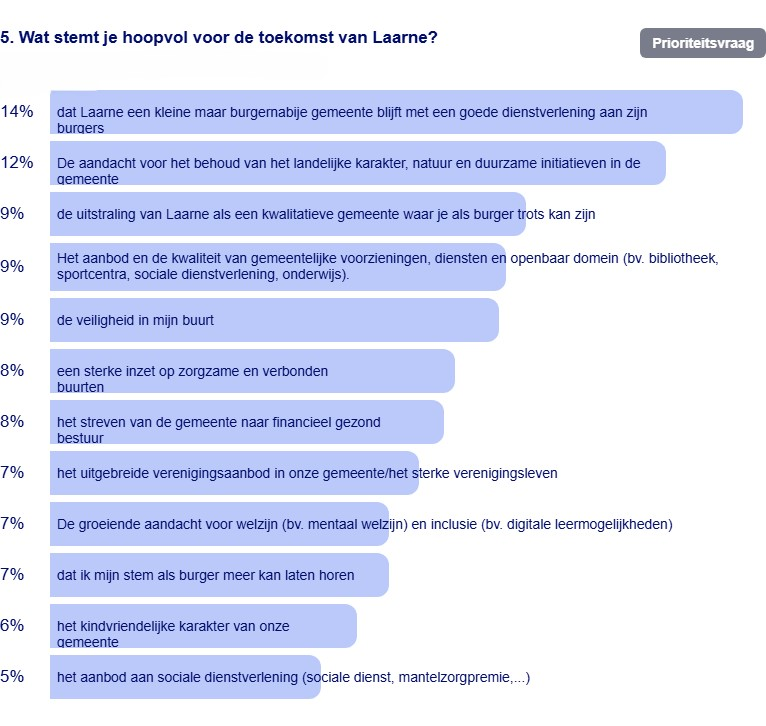 5. Wat stemt je hoopvol voor de toekomst van Laarne?
Prioriteitsvraag
14% dat Laarne een kleine maar burgernabije gemeente blijft met een goede dienstverlening aan zijn
burgers
12% De aandacht voor het behoud van het landelijke karakter, natuur en duurzame initiatieven in de
gemeente
9% de uitstraling van Laarne als een kwalitatieve gemeente waar je als burger trots kan zijn
9% Het aanbod en de kwaliteit van gemeentelijke voorzieningen, diensten en openbaar domein (bv. bibliotheek,
sportcentra, sociale dienstverlening, onderwijs).
9% de veiligheid in mijn buurt
8% een sterke inzet op zorgzame en verbonden
buurten
8% het streven van de gemeente naar financieel gezond
bestuur
7% het uitgebreide verenigingsaanbod in onze gemeente/het sterke verenigingsleven
7% De groeiende aandacht voor welzijn (bv. mentaal welzijn) en inclusie (bv. digitale leermogelijkheden)
7% dat ik mijn stem als burger meer kan laten horen
6% het kindvriendelijke karakter van onze
gemeente
5% het aanbod aan sociale dienstverlening (sociale dienst, mantelzorgpremie,...)